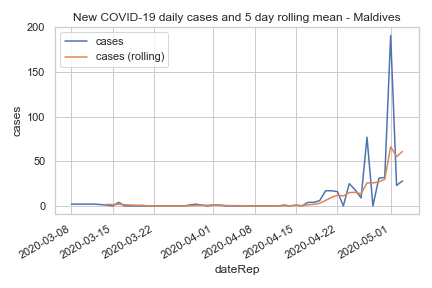 New COVID-19 daily cases and 5 day rolling mean - Maldives
cases
cases (rolling)
200
150
100
50
0
cases
2020-03-08
2020-03-15
2020-03-22
2020-04-01
2020-04-08
2020-04-15
2020-04-22
2020-05-01
dateRep